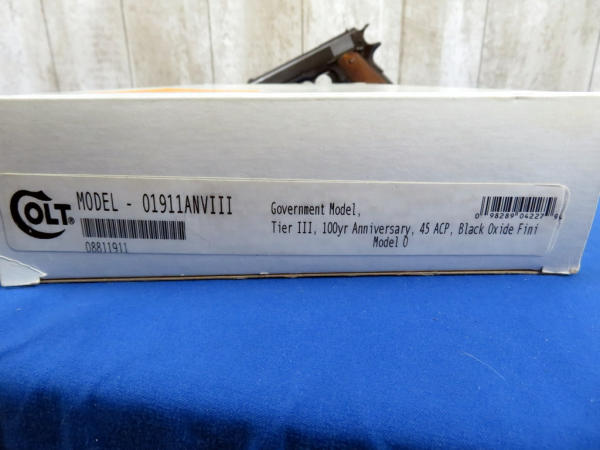 COLT®
MODEL - 01911ANVIII
08811911
Government Model,
Tier III, 100yr Anniversary, 45 ACP, Black Oxide Fini
Model O
0 98289 04227 9